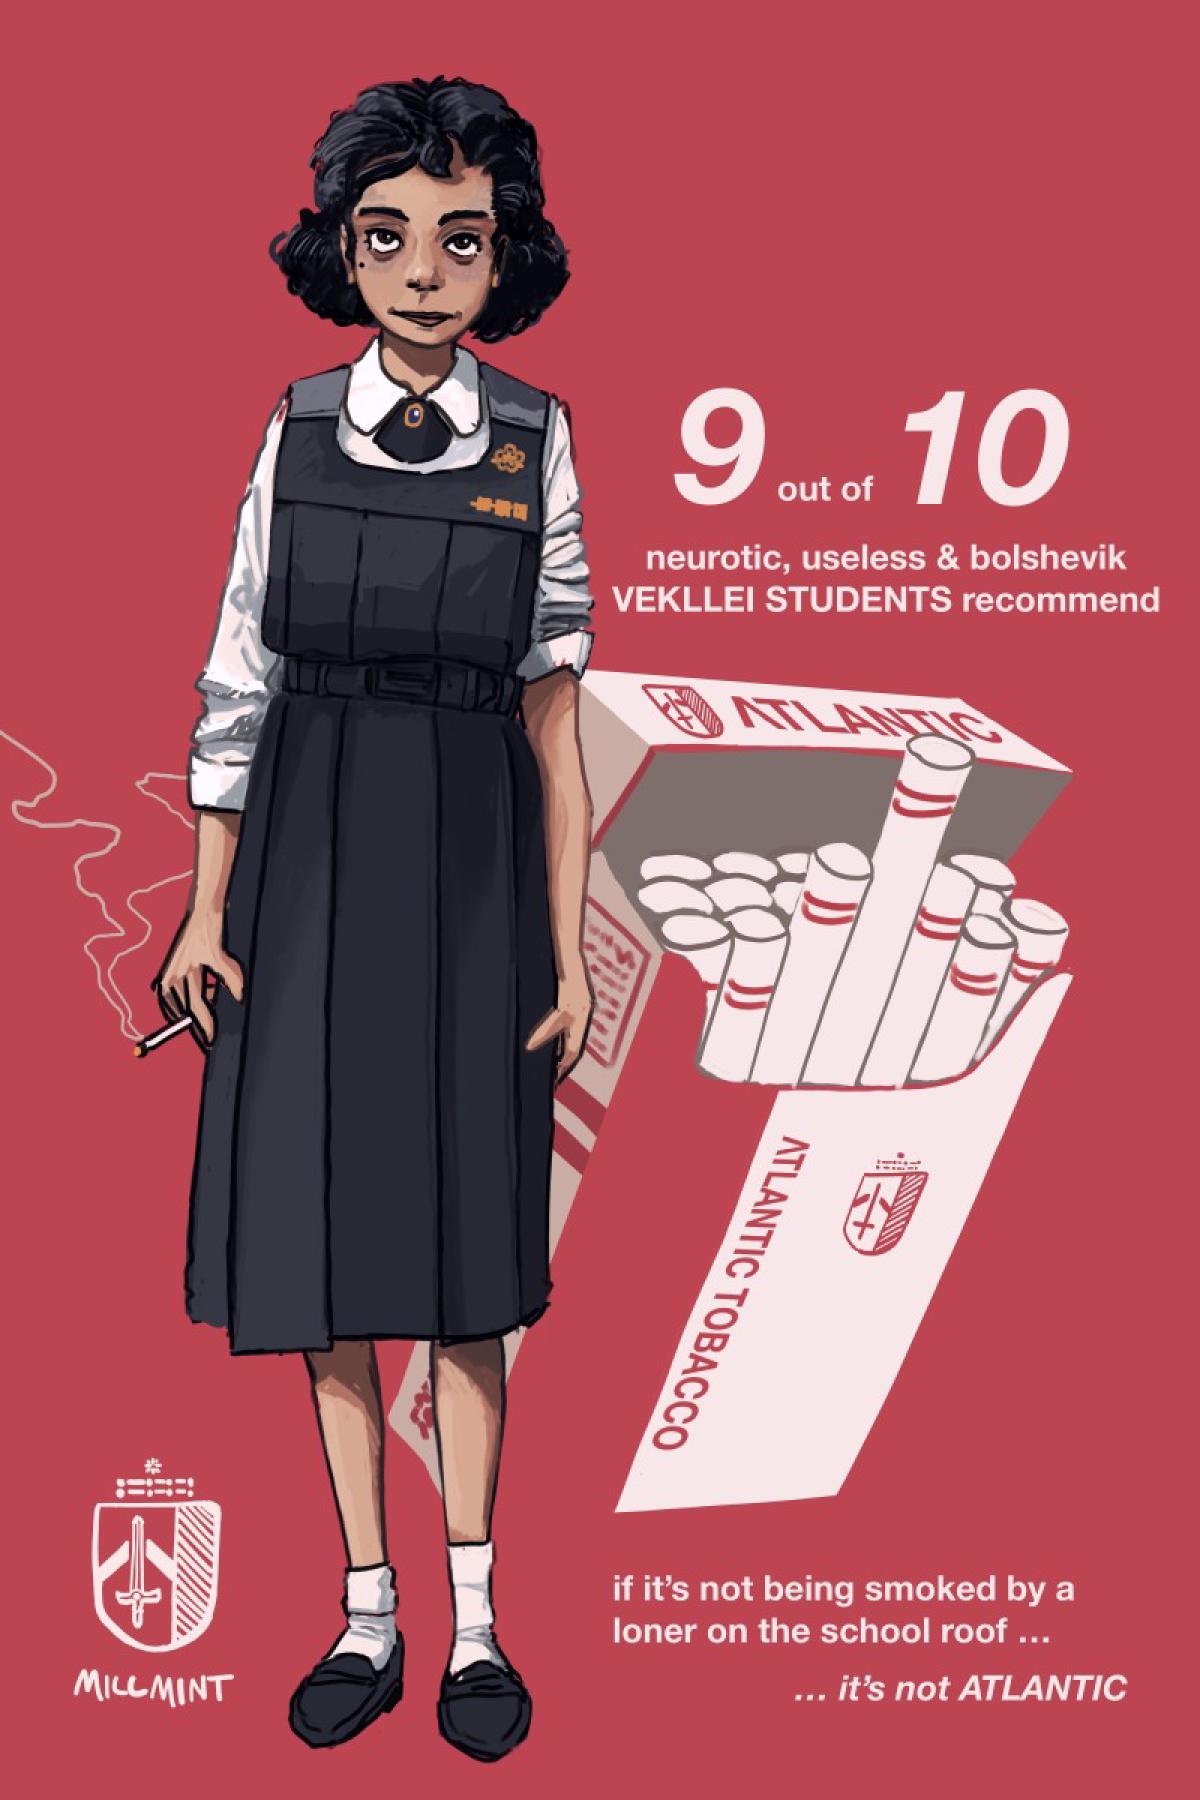 9 out of 10
neurotic, useless & bolshevik
VEKLLEI STUDENTS recommend
ATLANTIC
ATLANTIC TOBACCO
if it's not being smoked by a
loner on the school roof ...
... it's not ATLANTIC
MILLMINT